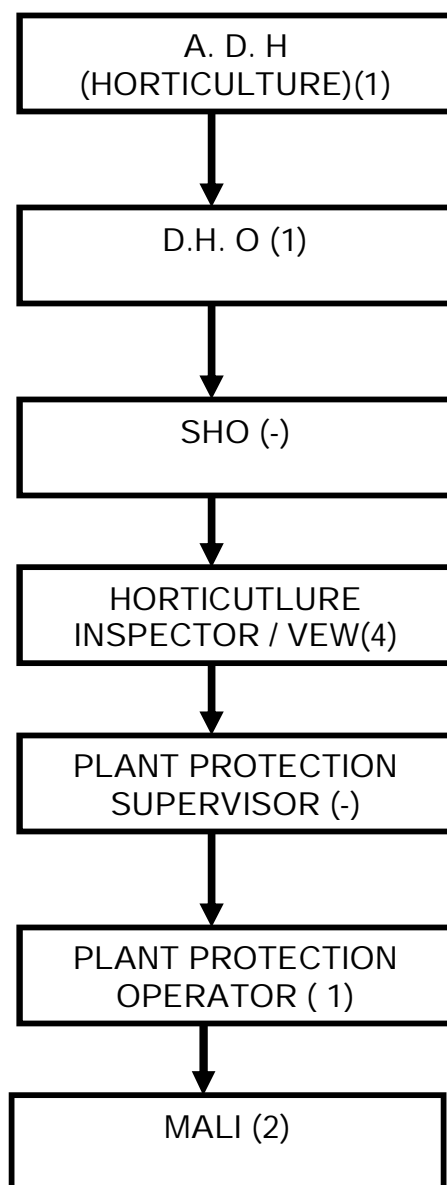 A. D. H
(HORTICULTURE)(1)
D.H. O (1)
SHO (-)
HORTICUTLURE
INSPECTOR / VEW(4)
PLANT PROTECTION
SUPERVISOR (-)
PLANT PROTECTION
OPERATOR ( 1)
MALI (2)